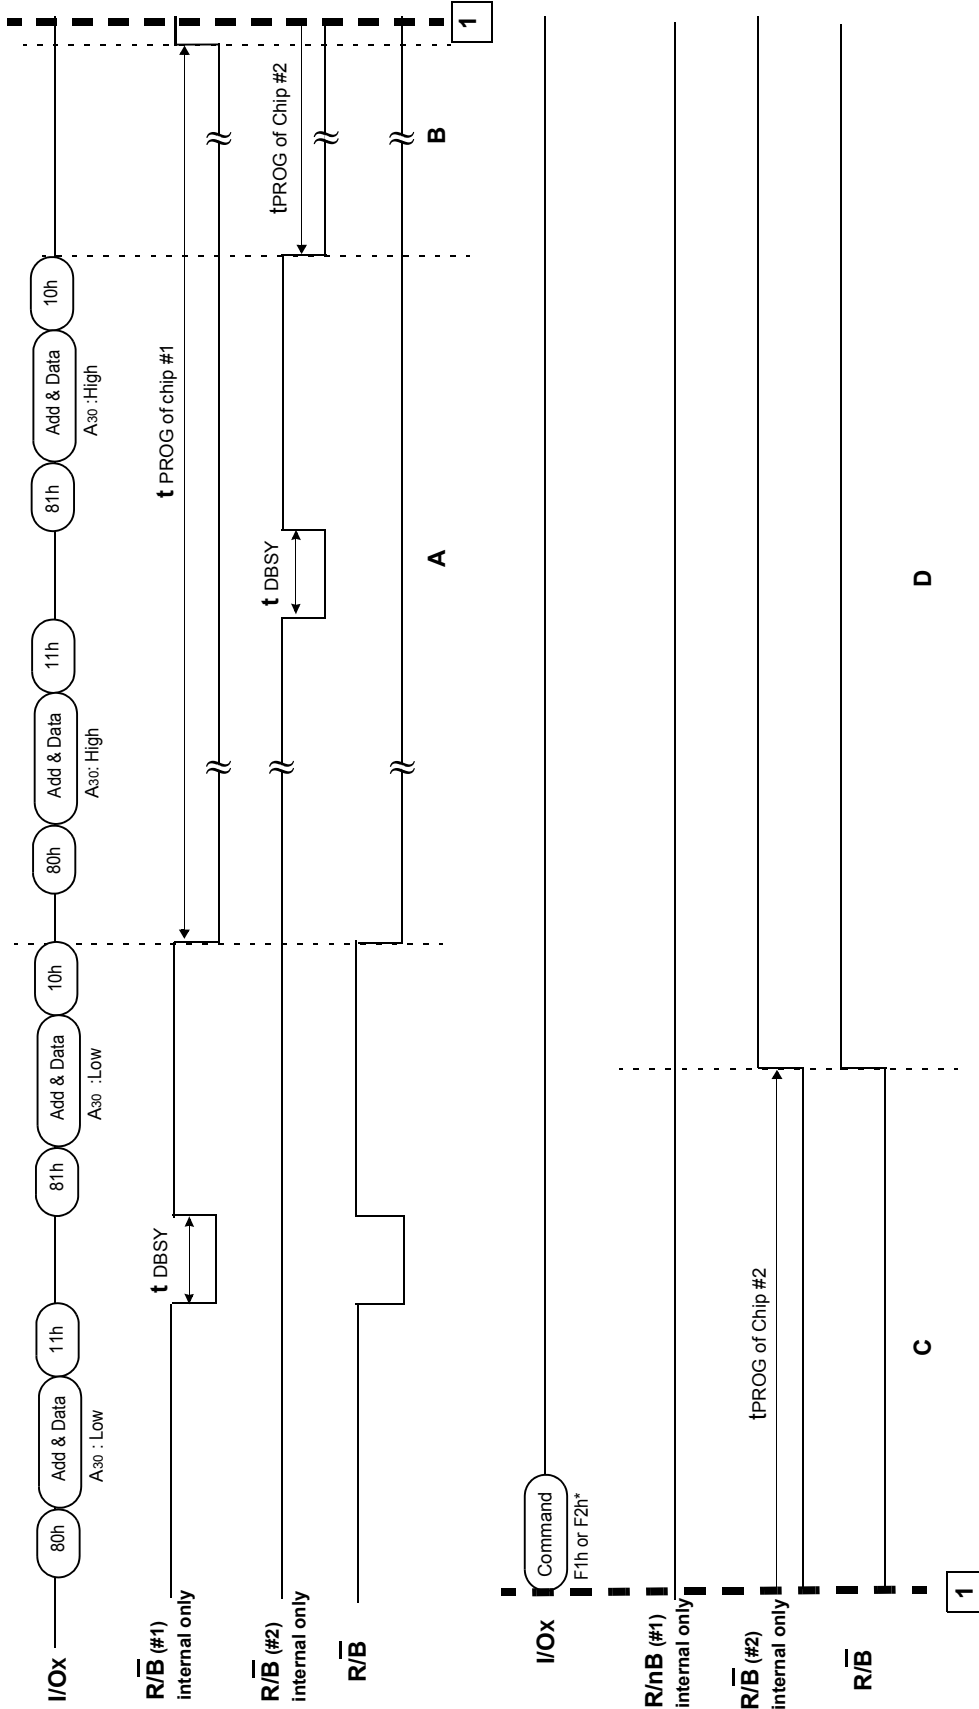 I/Ox
80h
Add & Data
11h
81h
Add & Data
10h
80h
Add & Data
11h
81h
Add & Data
10h
A30 : Low
A30 :Low
A30: High
A30 :High
R/B (#1)
internal only
t DBSY
t PROG of chip #1
R/B (#2)
internal only
t DBSY
tPROG of Chip #2
R/B
A
B
1
I/Ox
Command
F1h or F2h*
R/nB (#1)
internal only
R/B (#2)
internal only
tPROG of Chip #2
R/B
C
D
1